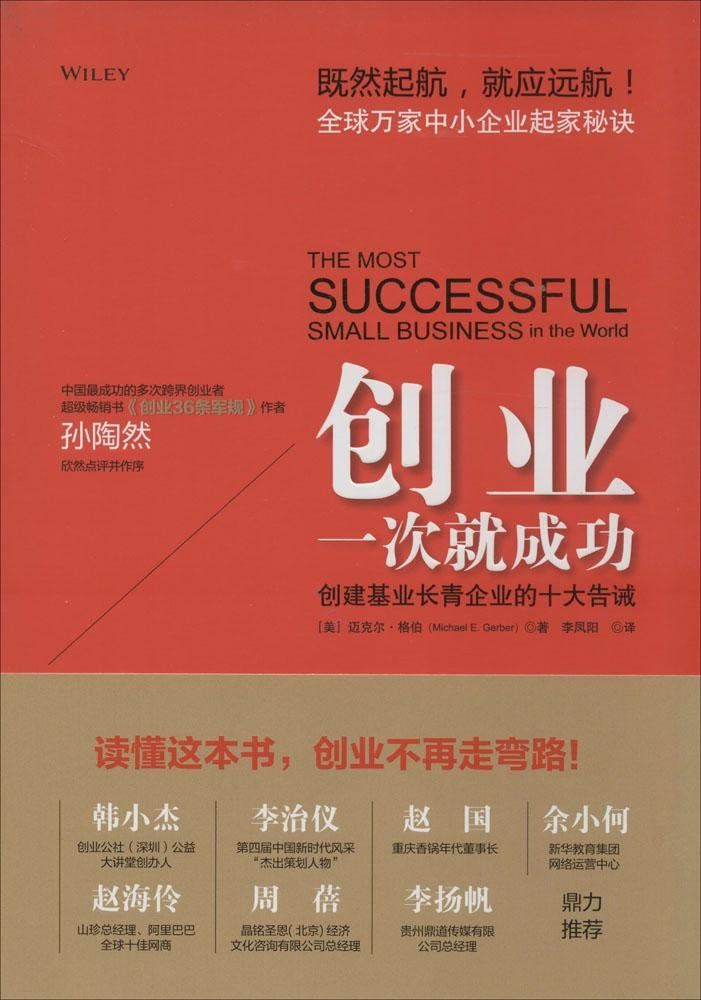 WILEY
既然起航，就应远航！
全球万家中小企业起家秘诀
THE MOST
SUCCESSFUL
SMALL BUSINESS in the World
中国最成功的多次跨界创业者
超级畅销书《创业36条军规》作者
孙陶然
欣然点评并作序
创业
一次就成功
创建基业长青企业的十大告诫
［美］迈克尔·格伯（Michael E. Gerber）◎著 李凤阳 ◎译
读懂这本书，创业不再走弯路！
韩小杰
创业公社（深圳）公益
大讲堂创办人
李治仪
第四届中国新时代风采
“杰出策划人物”
赵国
重庆香锅年代董事长
余小何
新华教育集团
网络运营中心
赵海伶
山珍总经理、阿里巴巴
全球十佳网商
周蓓
晶铭圣恩（北京）经济
文化咨询有限公司总经理
李扬帆
贵州鼎道传媒有限
公司总经理
鼎力
推荐